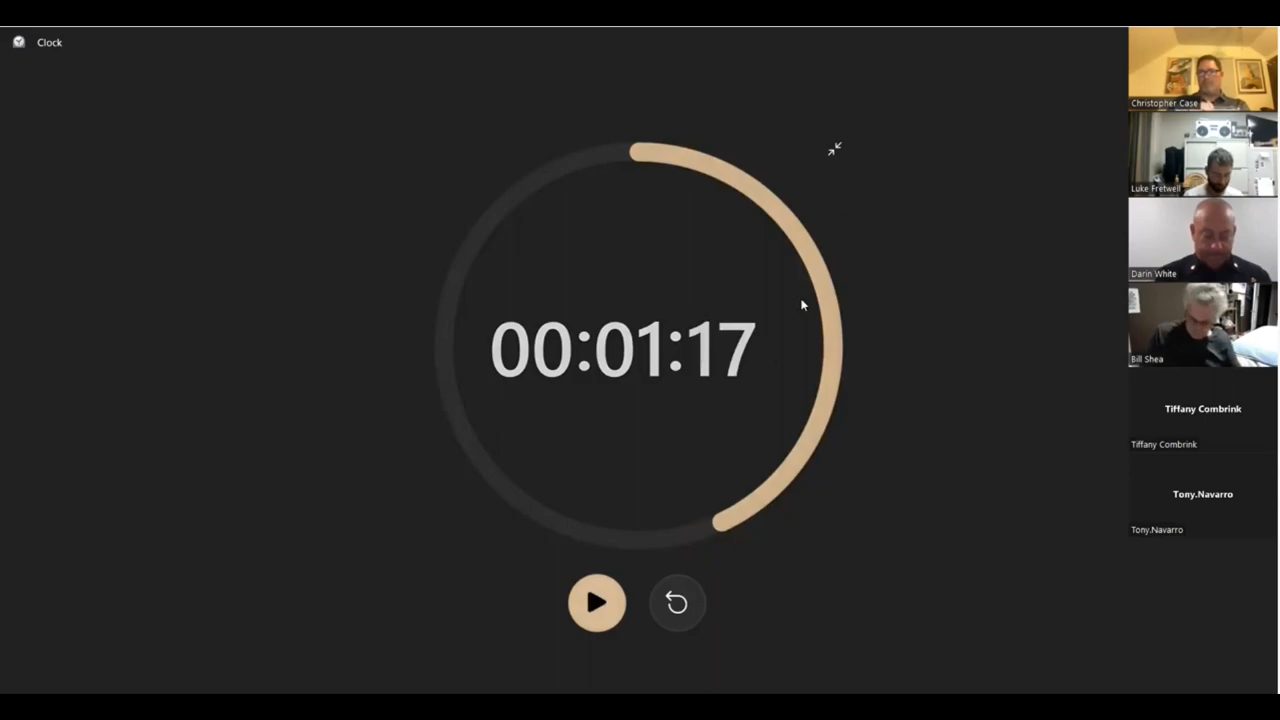 Clock
00:01:17
Christopher Case
Luke Fretwell
Darin White
Bill Shea
Tiffany Combrink
Tiffany Combrink
Tony.Navarro
Tony.Navarro